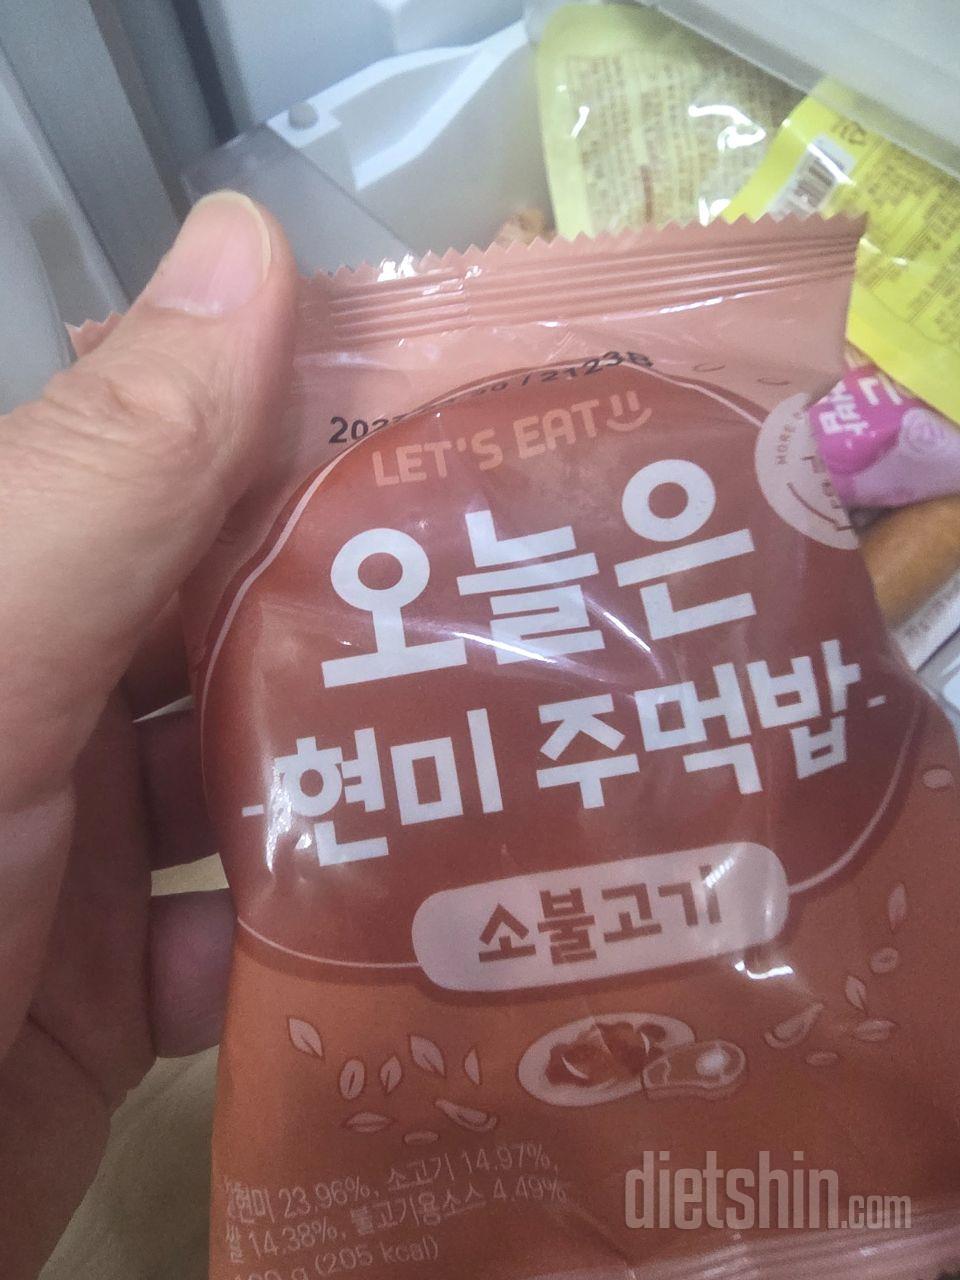 LET'S EAT
오늘은
현미 주먹밥
소불고기
현미 23.96%, 소고기 14.97%,
쌀 14.38%, 불고기용소스 4.49%
100 g (205 kcal)
MORE
dietshin.com